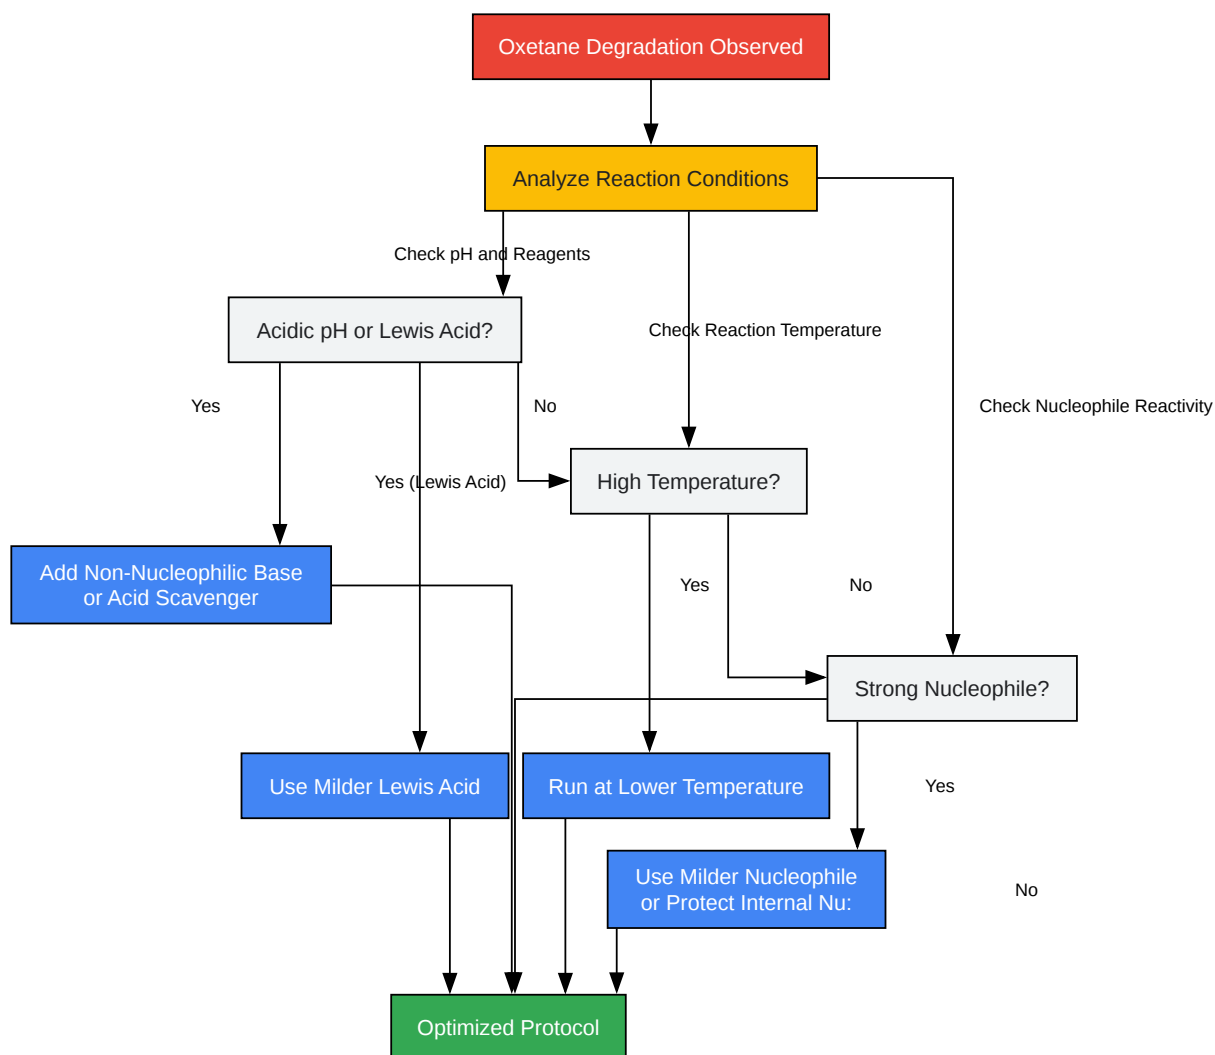 Oxetane Degradation Observed
Analyze Reaction Conditions
Check pH and Reagents
Acidic pH or Lewis Acid?
Check Reaction Temperature
Yes
No
Check Nucleophile Reactivity
Yes (Lewis Acid)
High Temperature?
Add Non-Nucleophilic Base
or Acid Scavenger
Yes
No
Strong Nucleophile?
Use Milder Lewis Acid
Run at Lower Temperature
Yes
Use Milder Nucleophile
or Protect Internal Nu:
No
Optimized Protocol